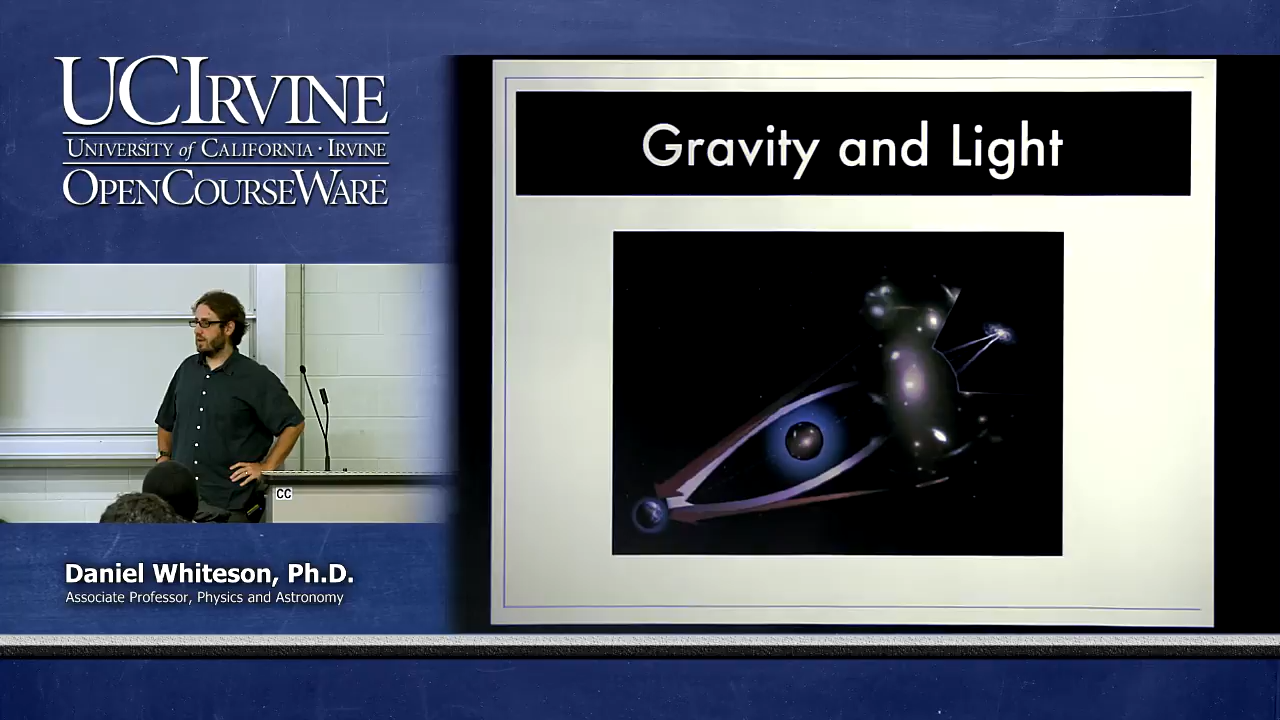 UCIRVINE
UNIVERSITY of CALIFORNIA · IRVINE
OPENCOURSEWARE
Gravity and Light
CC
Daniel Whiteson, Ph.D.
Associate Professor, Physics and Astronomy